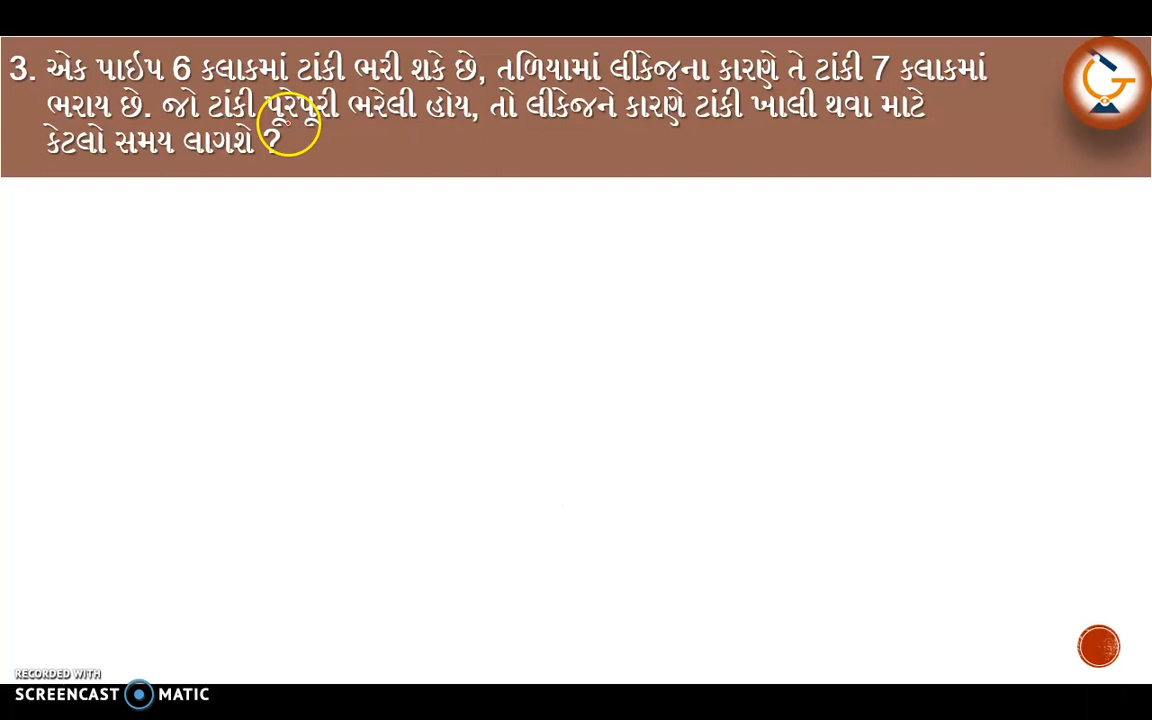 3. એક પાઈપ 6 કલાકમાં ટાંકી ભરી શકે છે, તળિયામાં લીકેજના કારણે તે ટાંકી 7 કલાકમાં
ભરાય છે. જો ટાંકી પૂરેપૂરી ભરેલી હોય, તો લીકેજને કારણે ટાંકી ખાલી થવા માટે
કેટલો સમય લાગશે ?
RECORDED WITH
SCREENCAST MATIC